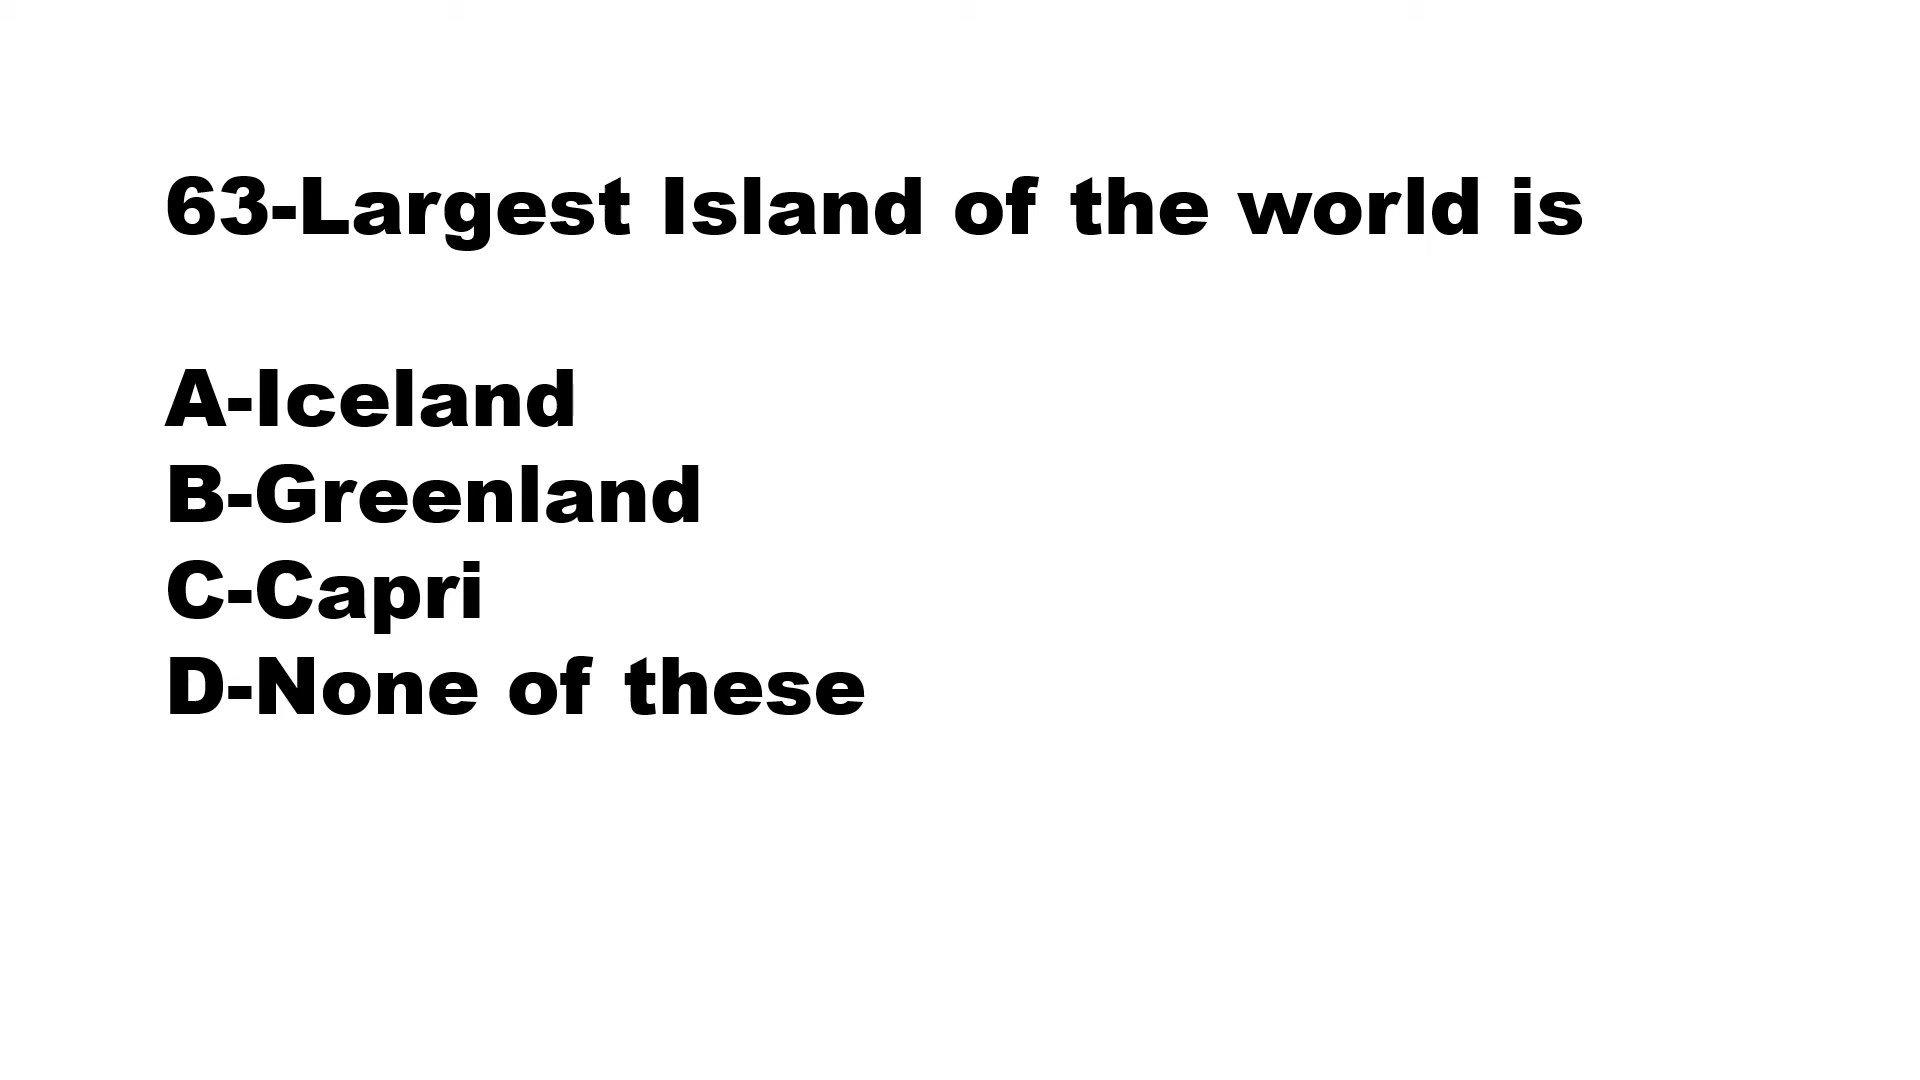 63-Largest Island of the world is
A-Iceland
B-Greenland
C-Capri
D-None of these